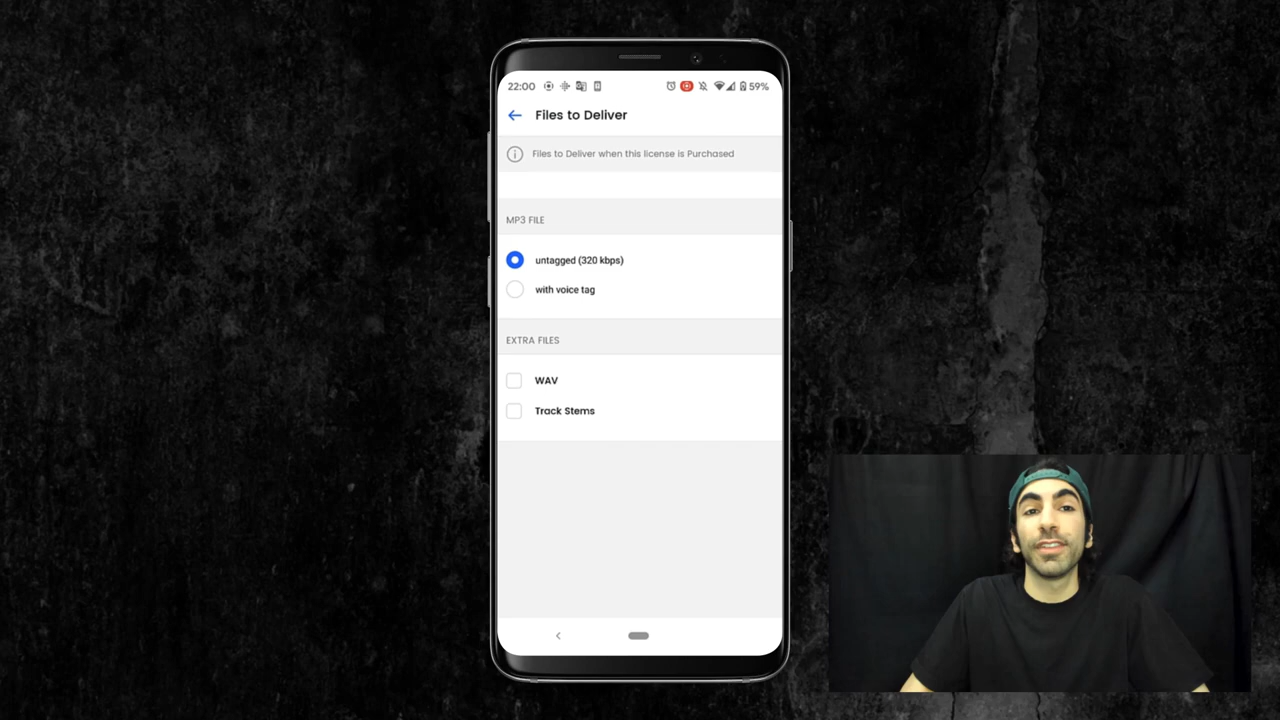 22:00 59%
Files to Deliver
Files to Deliver when this license is Purchased
MP3 FILE
untagged (320 kbps)
with voice tag
EXTRA FILES
WAV
Track Stems